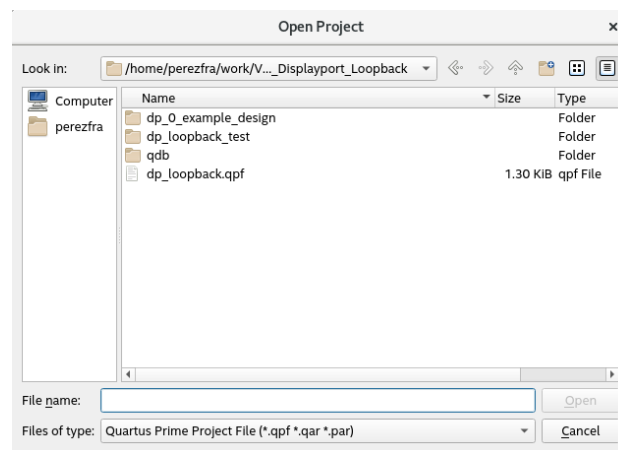 Open Project
Look in: /home/perezfra/work/V..._Displayport_Loopback
Computer
perezfra
Name Size Type
dp_0_example_design Folder
dp_loopback_test Folder
qdb Folder
dp_loopback.qpf 1.30 KiB qpf File
File name: Open
Files of type: Quartus Prime Project File (*.qpf *.qar *.par) Cancel